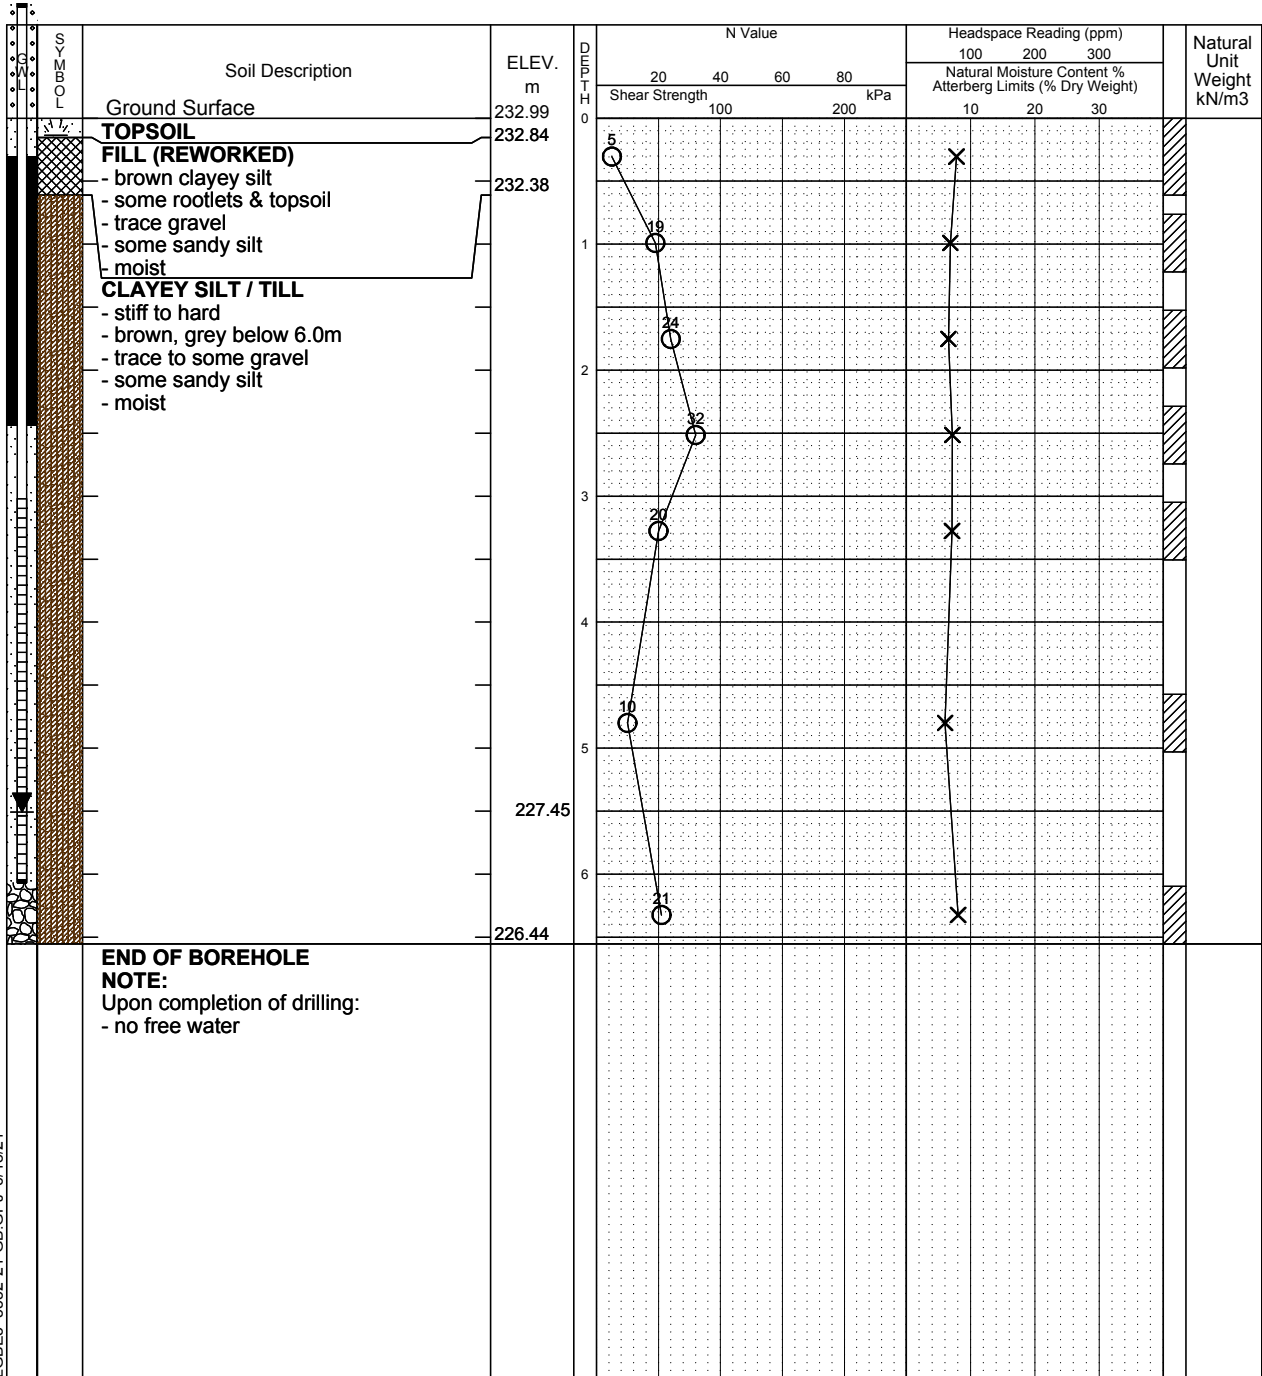 GWL
SYMBOL
Soil Description
ELEV.
m
DEPTH
N Value
20 40 60 80
Shear Strength kPa
100 200
Headspace Reading (ppm)
100 200 300
Natural Moisture Content %
Atterberg Limits (% Dry Weight)
10 20 30
Natural
Unit
Weight
kN/m3
Ground Surface 232.99 0
TOPSOIL 232.84
FILL (REWORKED) 5
- brown clayey silt 232.38
- some rootlets & topsoil
- trace gravel 19
- some sandy silt 1
- moist
CLAYEY SILT / TILL
- stiff to hard 24
- brown, grey below 6.0m
- trace to some gravel 2
- some sandy silt
- moist
32
3
20
4
10
5
227.45
6
21
226.44
END OF BOREHOLE
NOTE:
Upon completion of drilling:
- no free water